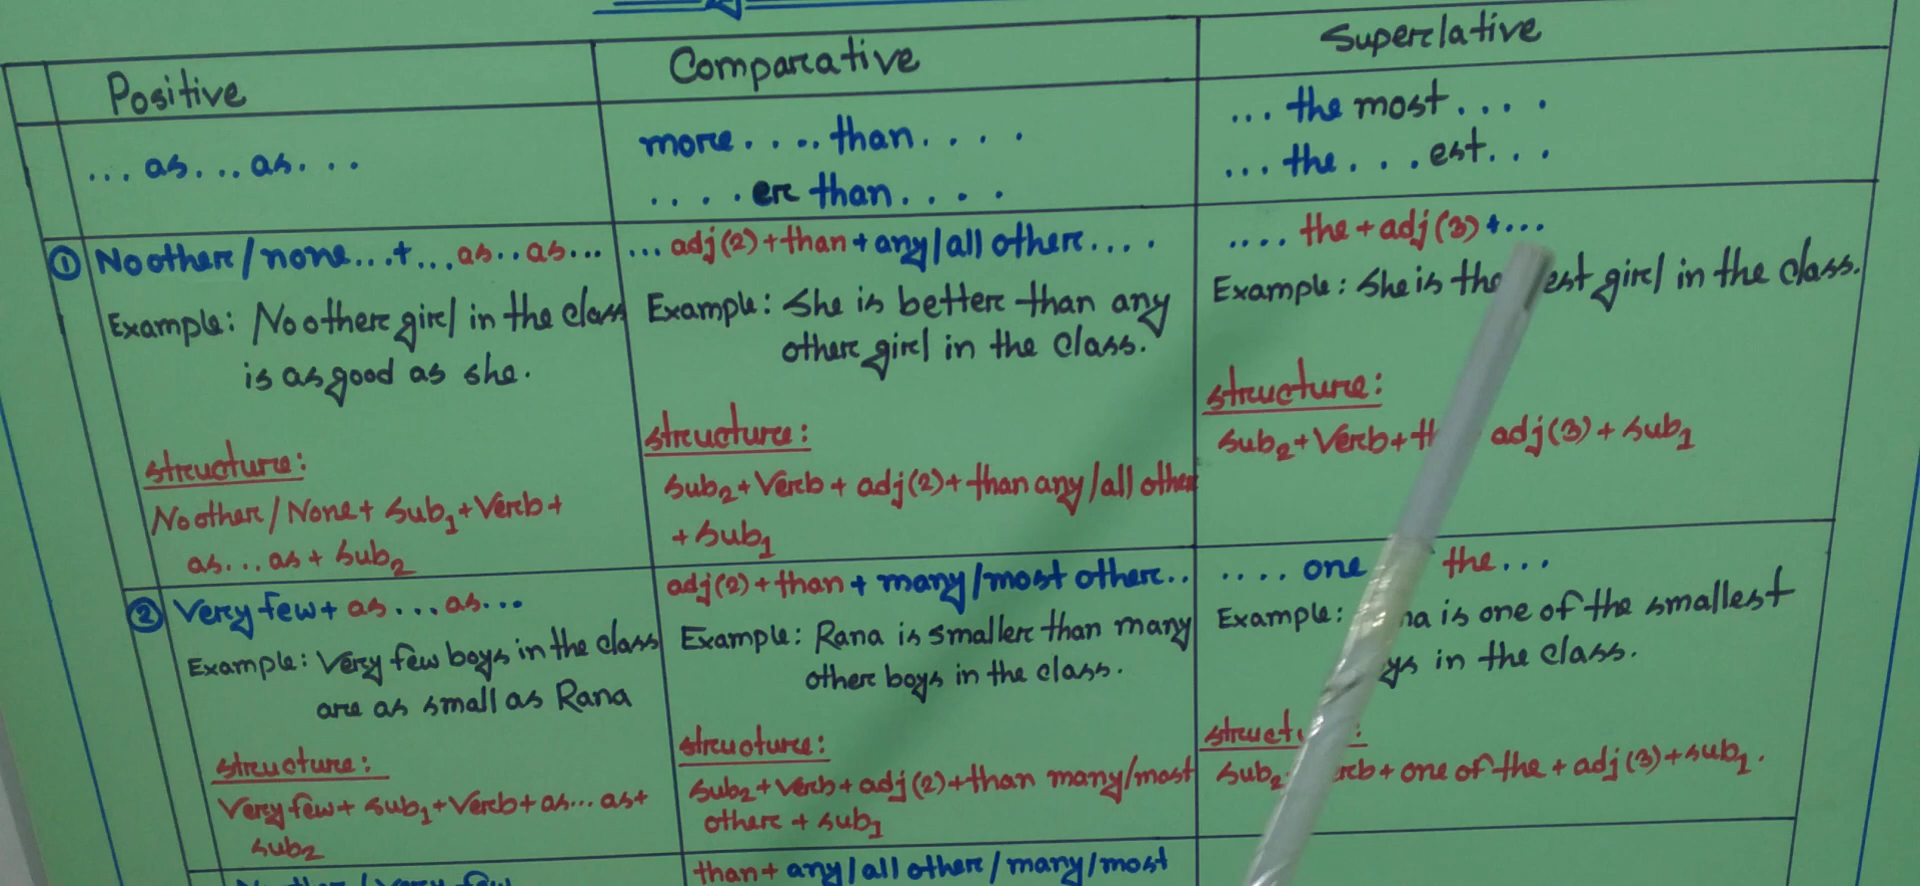 Positive
Comparative
Superlative
... as ... as ...
more .... than ....
.... er than ....
... the most ....
... the ... est ...
① No other / none ... + ... as .. as ...
Example: No other girl in the class
is as good as she.
structure:
No other / None + sub₁ + Verb +
as ... as + sub₂
... adj (2) + than + any / all other ....
Example: She is better than any
other girl in the class.
structure:
sub₂ + Verb + adj (2) + than any / all other
+ sub₁
.... the + adj (3) + ...
Example: She is the est girl in the class.
structure:
sub₂ + Verb + adj (3) + sub₁
② Very few + as ... as ...
Example: Very few boys in the class
are as small as Rana
structure:
Very few + sub₁ + Verb + as ... as +
sub₂
adj (2) + than + many / most other ..
Example: Rana is smaller than many
other boys in the class.
structure:
sub₂ + verb + adj (2) + than many / most
other + sub₁
.... one the ...
Example: na is one of the smallest
ys in the class.
struct :
sub₂ erb + one of the + adj (3) + sub₁.
than + any / all other / many / most